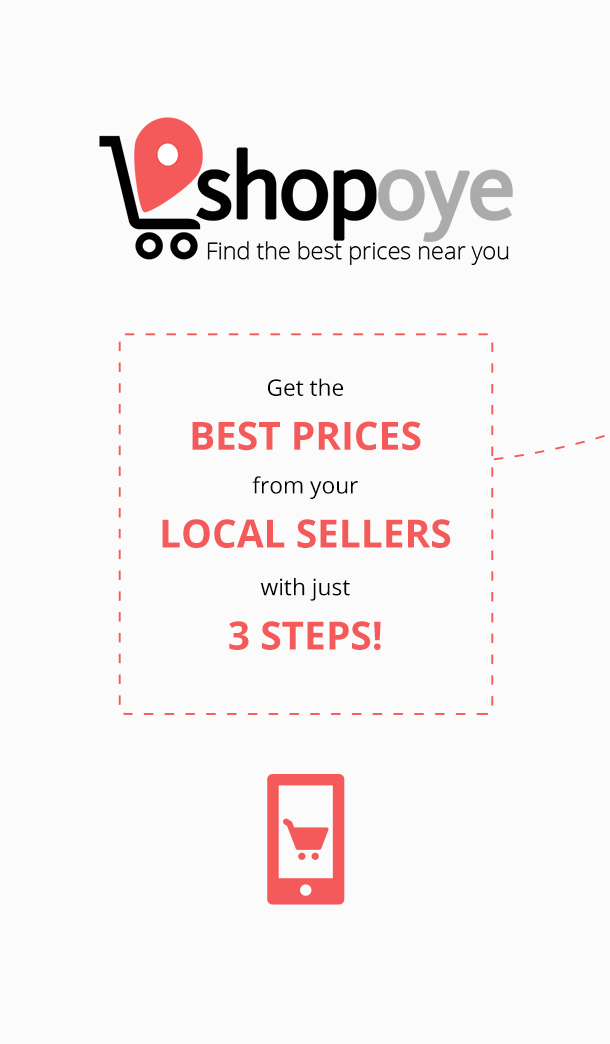 shopoye
Find the best prices near you
Get the
BEST PRICES
from your
LOCAL SELLERS
with just
3 STEPS!